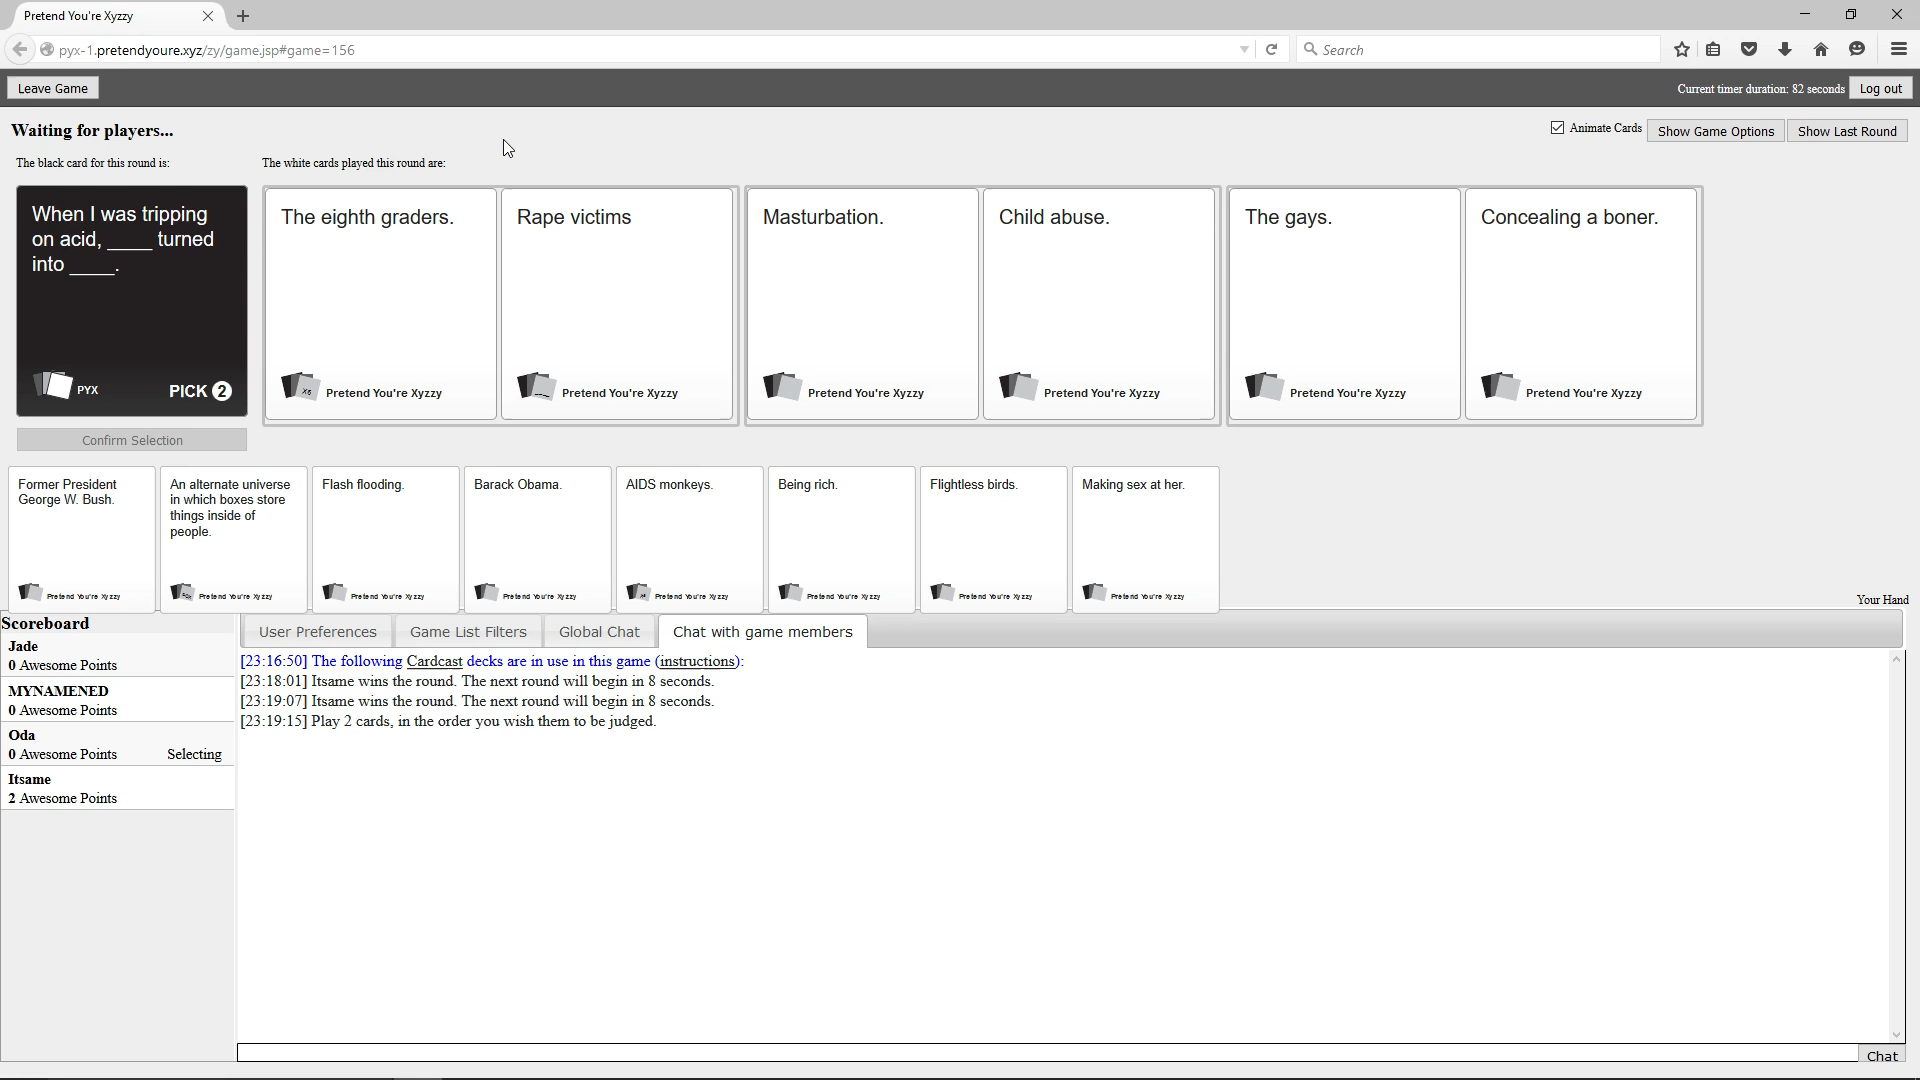 Pretend You're Xyzzy
pyx-1.pretendyoure.xyz/zy/game.jsp#game=156
Search
Leave Game
Current timer duration: 82 seconds
Log out
Waiting for players...
Animate Cards
Show Game Options
Show Last Round
The black card for this round is:
The white cards played this round are:
When I was tripping
on acid, ____ turned
into ____.
PYX
PICK 2
The eighth graders.
X6
Pretend You're Xyzzy
Rape victims
____
Pretend You're Xyzzy
Masturbation.
Pretend You're Xyzzy
Child abuse.
Pretend You're Xyzzy
The gays.
Pretend You're Xyzzy
Concealing a boner.
Pretend You're Xyzzy
Confirm Selection
Former President
George W. Bush.
Pretend You're Xyzzy
An alternate universe
in which boxes store
things inside of
people.
Pretend You're Xyzzy
Flash flooding.
Pretend You're Xyzzy
Barack Obama.
Pretend You're Xyzzy
AIDS monkeys.
Pretend You're Xyzzy
Being rich.
Pretend You're Xyzzy
Flightless birds.
Pretend You're Xyzzy
Making sex at her.
Pretend You're Xyzzy
Your Hand
Scoreboard
Jade
0 Awesome Points
MYNAMENED
0 Awesome Points
Oda
0 Awesome Points
Selecting
Itsame
2 Awesome Points
User Preferences
Game List Filters
Global Chat
Chat with game members
[23:16:50] The following Cardcast decks are in use in this game (instructions):
[23:18:01] Itsame wins the round. The next round will begin in 8 seconds.
[23:19:07] Itsame wins the round. The next round will begin in 8 seconds.
[23:19:15] Play 2 cards, in the order you wish them to be judged.
Chat